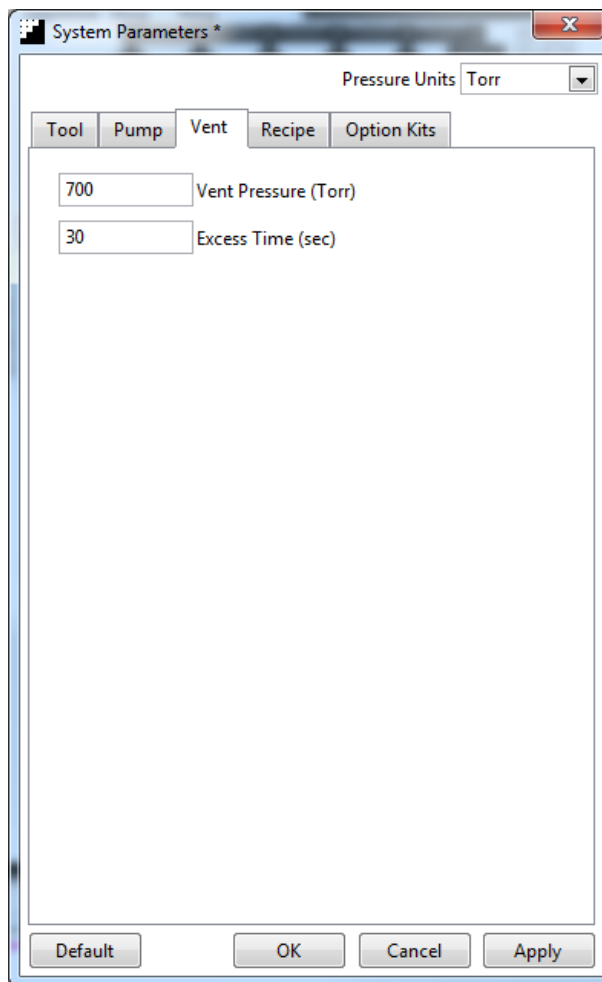 System Parameters *
Pressure Units Torr
Tool Pump Vent Recipe Option Kits
700 Vent Pressure (Torr)
30 Excess Time (sec)
Default OK Cancel Apply